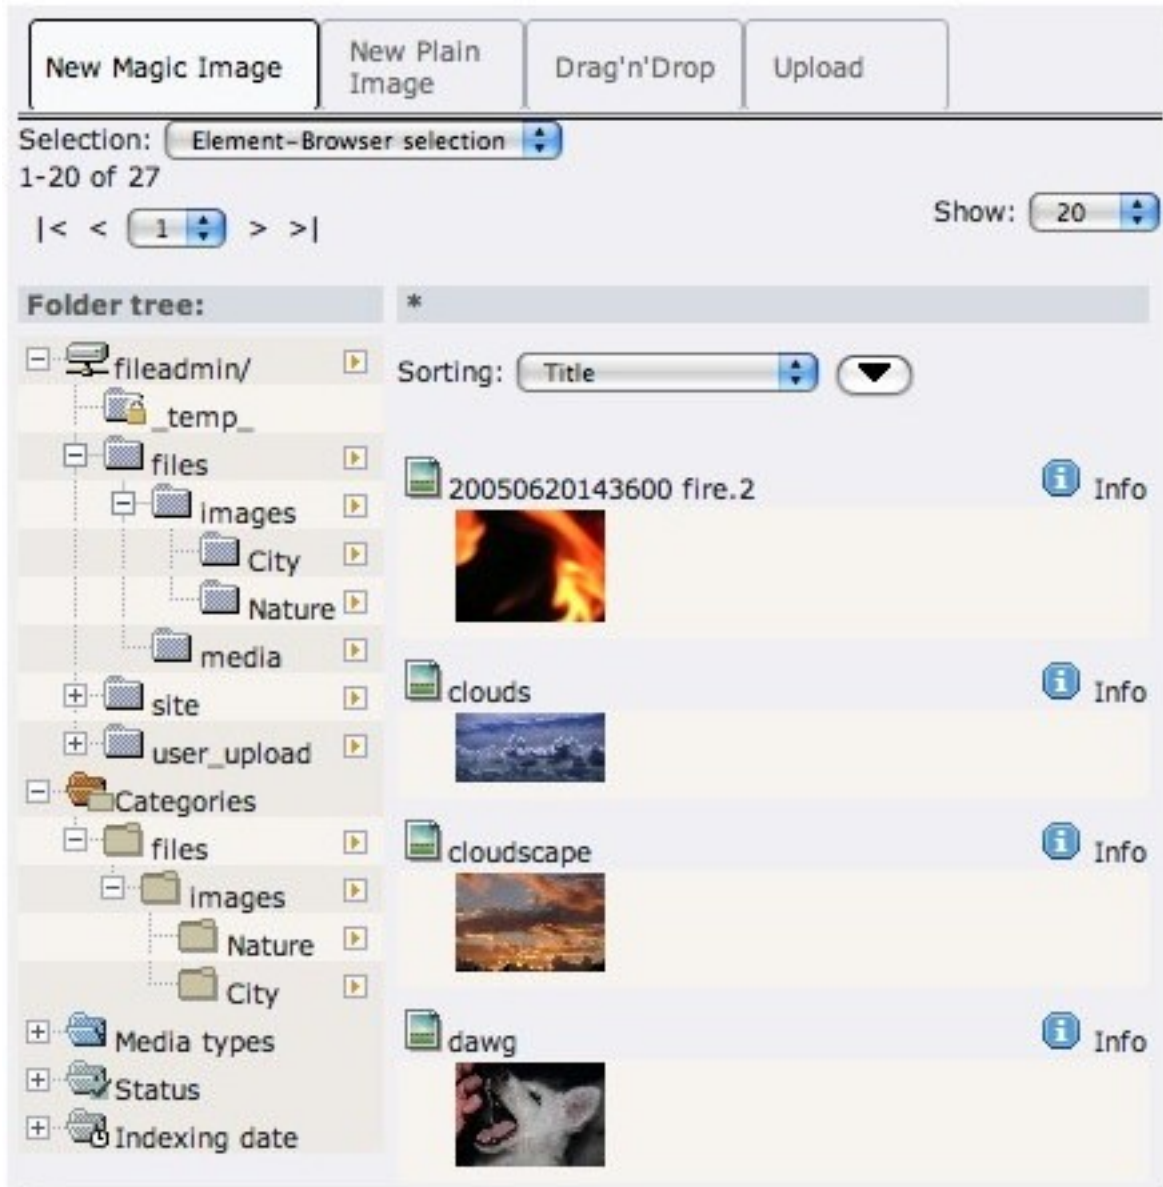 New Magic Image
New Plain
Image
Drag'n'Drop
Upload
Selection: Element-Browser selection
1-20 of 27
|< < 1 > >|
Show: 20
Folder tree:
*
fileadmin/
_temp_
files
images
City
Nature
media
site
user_upload
Categories
files
images
Nature
City
Media types
Status
Indexing date
Sorting: Title
20050620143600 fire.2
Info
clouds
Info
cloudscape
Info
dawg
Info